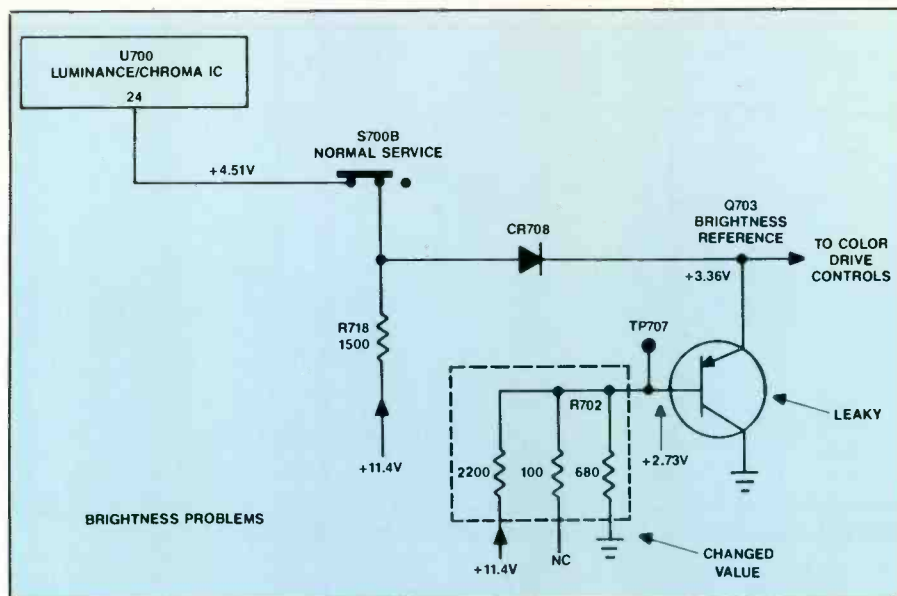 U700
LUMINANCE/CHROMA IC
24
S700B
NORMAL SERVICE
+4.51V
Q703
BRIGHTNESS
REFERENCE
CR708
TO COLOR
DRIVE
CONTROLS
+3.36V
R718
1500
TP707
R702
LEAKY
2200
100
680
+2.73V
+11.4V
BRIGHTNESS PROBLEMS
NC
+11.4V
CHANGED
VALUE